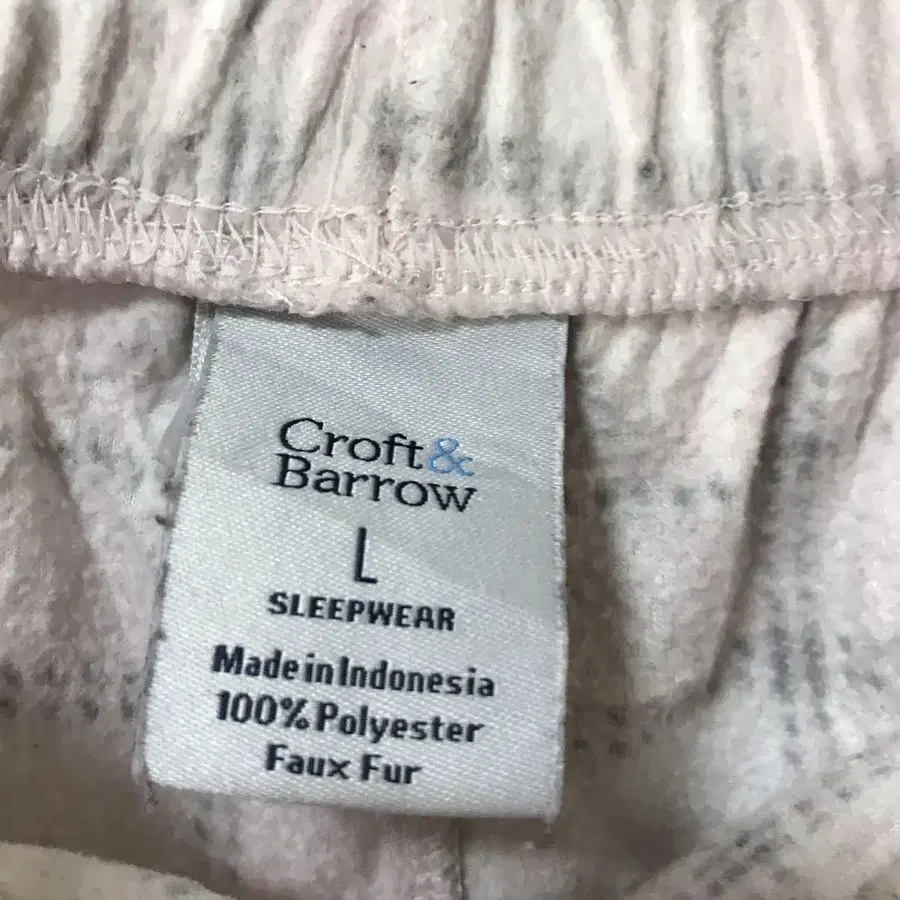 Croft&
Barrow
L
SLEEPWEAR
Made in Indonesia
100% Polyester
Faux Fur